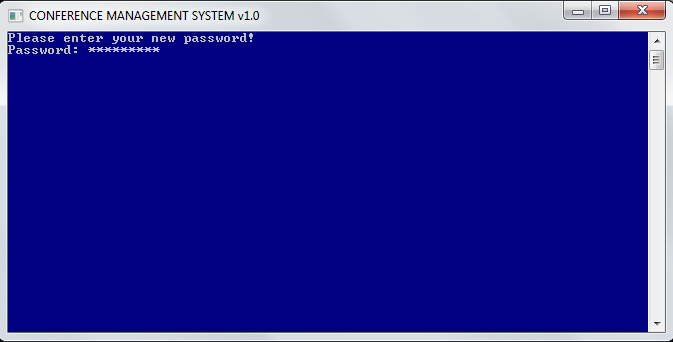 CONFERENCE MANAGEMENT SYSTEM v1.0
Please enter your new password!
Password: *********